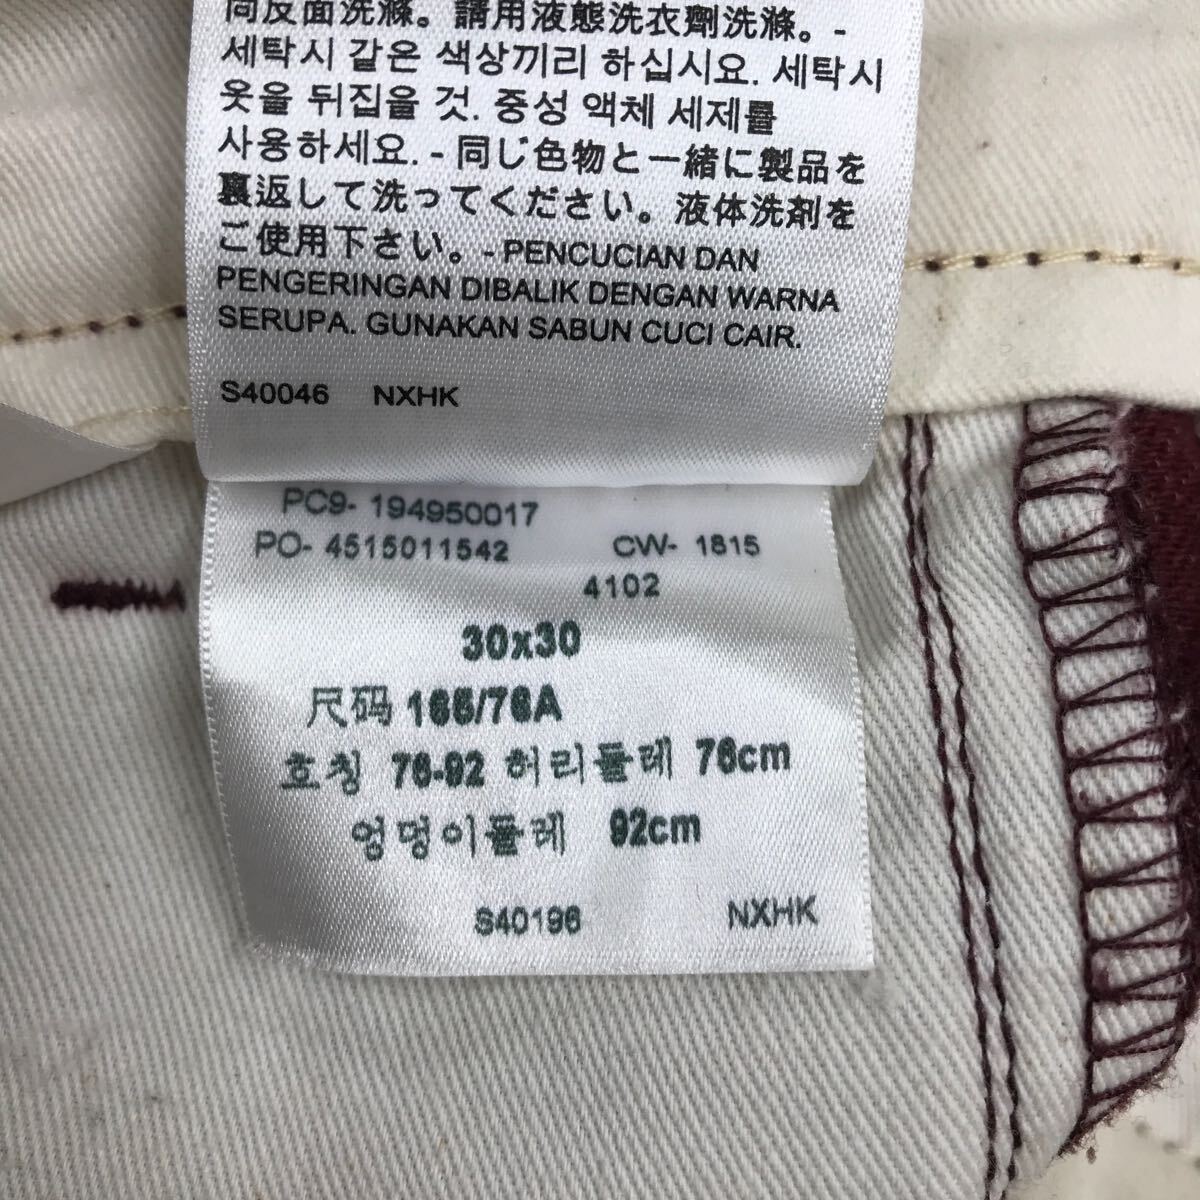 同反面洗滌。請用液態洗衣劑洗滌。-
세탁시 같은 색상끼리 하십시요. 세탁시
옷을 뒤집을 것. 중성 액체 세제를
사용하세요. - 同じ色物と一緒に製品を
裏返して洗ってください。液体洗剤を
ご使用下さい。- PENCUCIAN DAN
PENGERINGAN DIBALIK DENGAN WARNA
SERUPA. GUNAKAN SABUN CUCI CAIR.
S40046 NXHK
PC9- 194950017
PO- 4515011542 CW- 1815
4102
30x30
尺码 165/76A
호칭 76-92 허리둘레 76cm
엉덩이둘레 92cm
S40196 NXHK